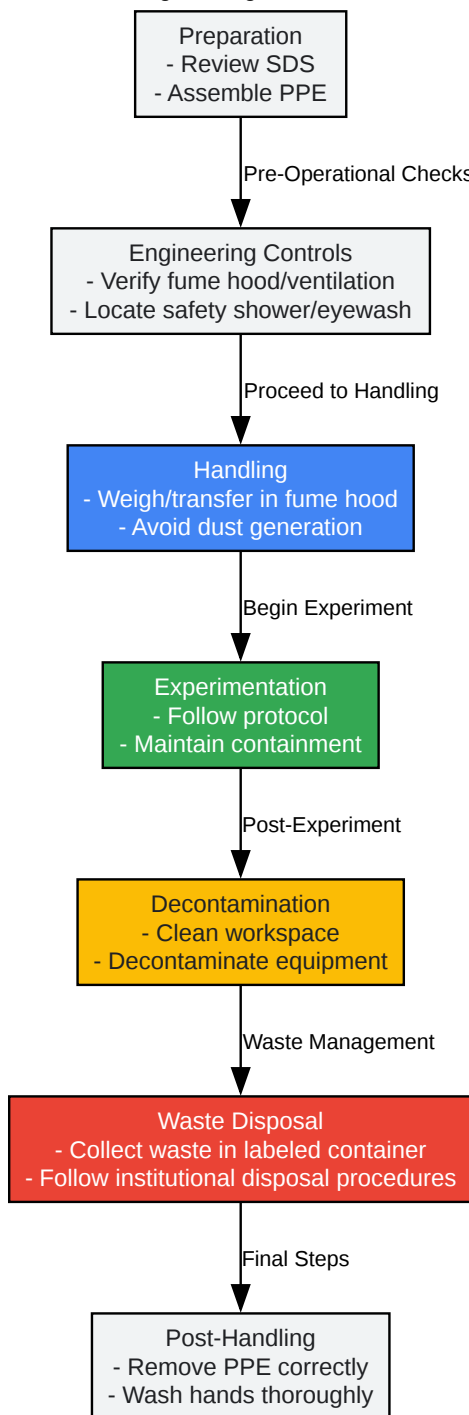 Preparation
- Review SDS
- Assemble PPE
Pre-Operational Checks
Engineering Controls
- Verify fume hood/ventilation
- Locate safety shower/eyewash
Proceed to Handling
Handling
- Weigh/transfer in fume hood
- Avoid dust generation
Begin Experiment
Experimentation
- Follow protocol
- Maintain containment
Post-Experiment
Decontamination
- Clean workspace
- Decontaminate equipment
Waste Management
Waste Disposal
- Collect waste in labeled container
- Follow institutional disposal procedures
Final Steps
Post-Handling
- Remove PPE correctly
- Wash hands thoroughly